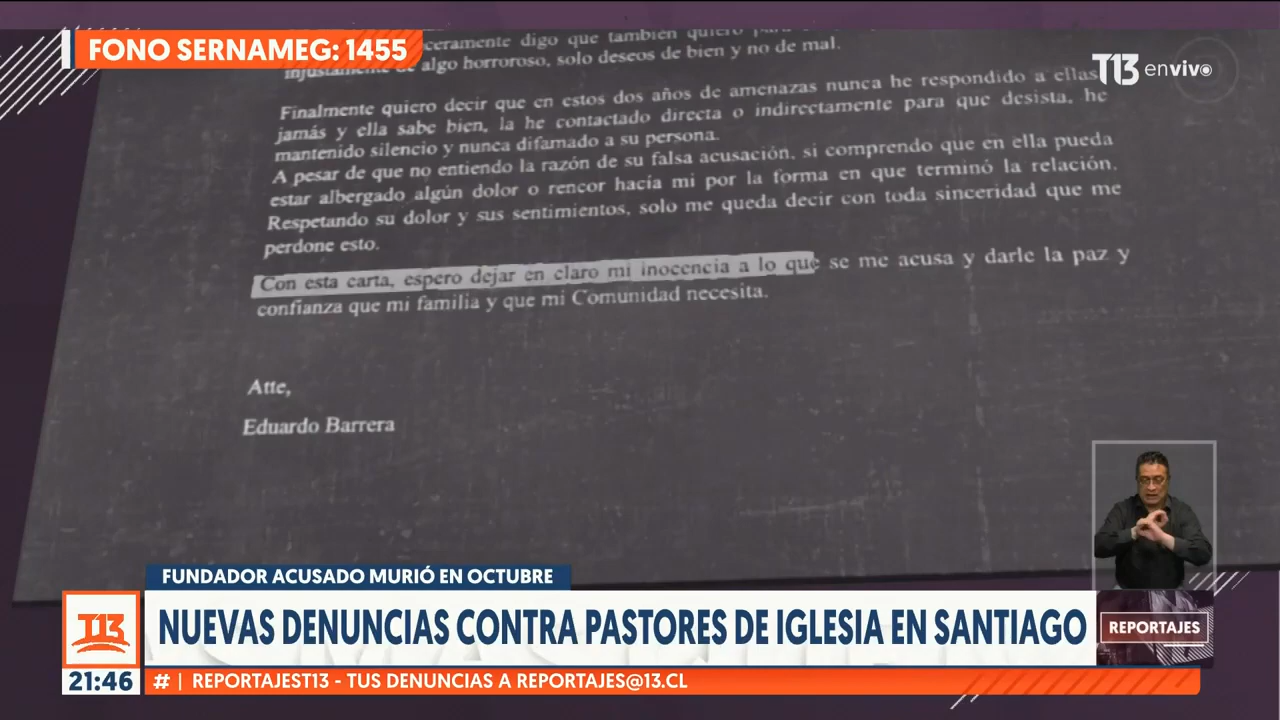 FONO SERNAMEG: 1455
T13 en vivo
digo que también quiero
algo horroroso, solo deseos de bien y no de mal.
Finalmente quiero decir que en estos dos años de amenazas nunca he respondido a ellas,
jamás y ella sabe bien, la he contactado directa o indirectamente para que desista, he
mantenido silencio y nunca difamado a su persona.
A pesar de que no entiendo la razón de su falsa acusación, si comprendo que en ella pueda
estar albergado algún dolor o rencor hacía mi por la forma en que terminó la relación.
Respetando su dolor y sus sentimientos, solo me queda decir con toda sinceridad que me
perdone esto.
Con esta carta, espero dejar en claro mi inocencia a lo que se me acusa y darle la paz y
confianza que mi familia y que mi Comunidad necesita.
Atte,
Eduardo Barrera
FUNDADOR ACUSADO MURIÓ EN OCTUBRE
T13
NUEVAS DENUNCIAS CONTRA PASTORES DE IGLESIA EN SANTIAGO
REPORTAJES
21:46
# | REPORTAJEST13 - TUS DENUNCIAS A REPORTAJES@13.CL